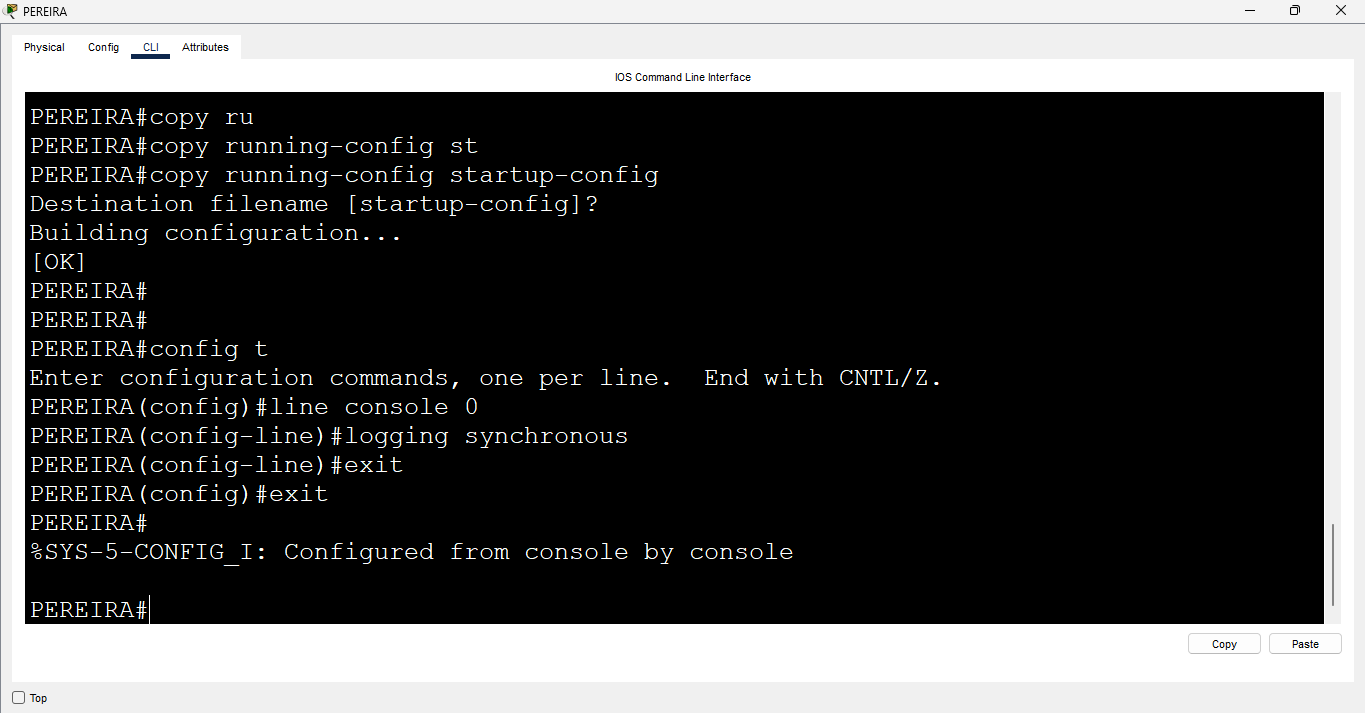 PEREIRA
Physical Config CLI Attributes
IOS Command Line Interface
PEREIRA#copy ru
PEREIRA#copy running-config st
PEREIRA#copy running-config startup-config
Destination filename [startup-config]?
Building configuration...
[OK]
PEREIRA#
PEREIRA#
PEREIRA#config t
Enter configuration commands, one per line.  End with CNTL/Z.
PEREIRA(config)#line console 0
PEREIRA(config-line)#logging synchronous
PEREIRA(config-line)#exit
PEREIRA(config)#exit
PEREIRA#
%SYS-5-CONFIG_I: Configured from console by console
PEREIRA#
Copy Paste
Top